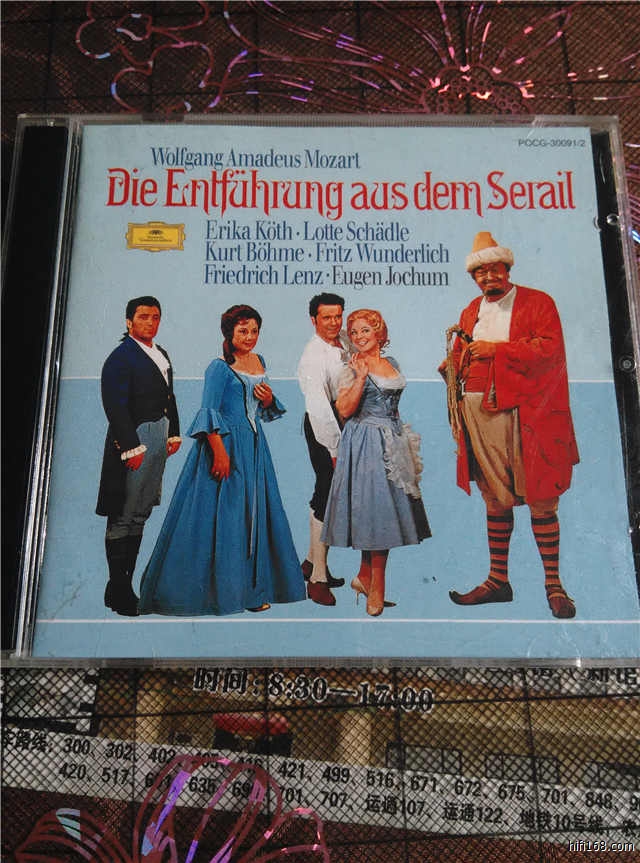 POCG-30091/2
Wolfgang Amadeus Mozart
Die Entführung aus dem Serail
Erika Köth · Lotte Schädle
Kurt Böhme · Fritz Wunderlich
Friedrich Lenz · Eugen Jochum
时间:8:30—17:00
300、302、
421、499、516、671、672、675、701、848、
420、517、
635、
701、707、运通107、运通122、地铁10号线
hifi168.com